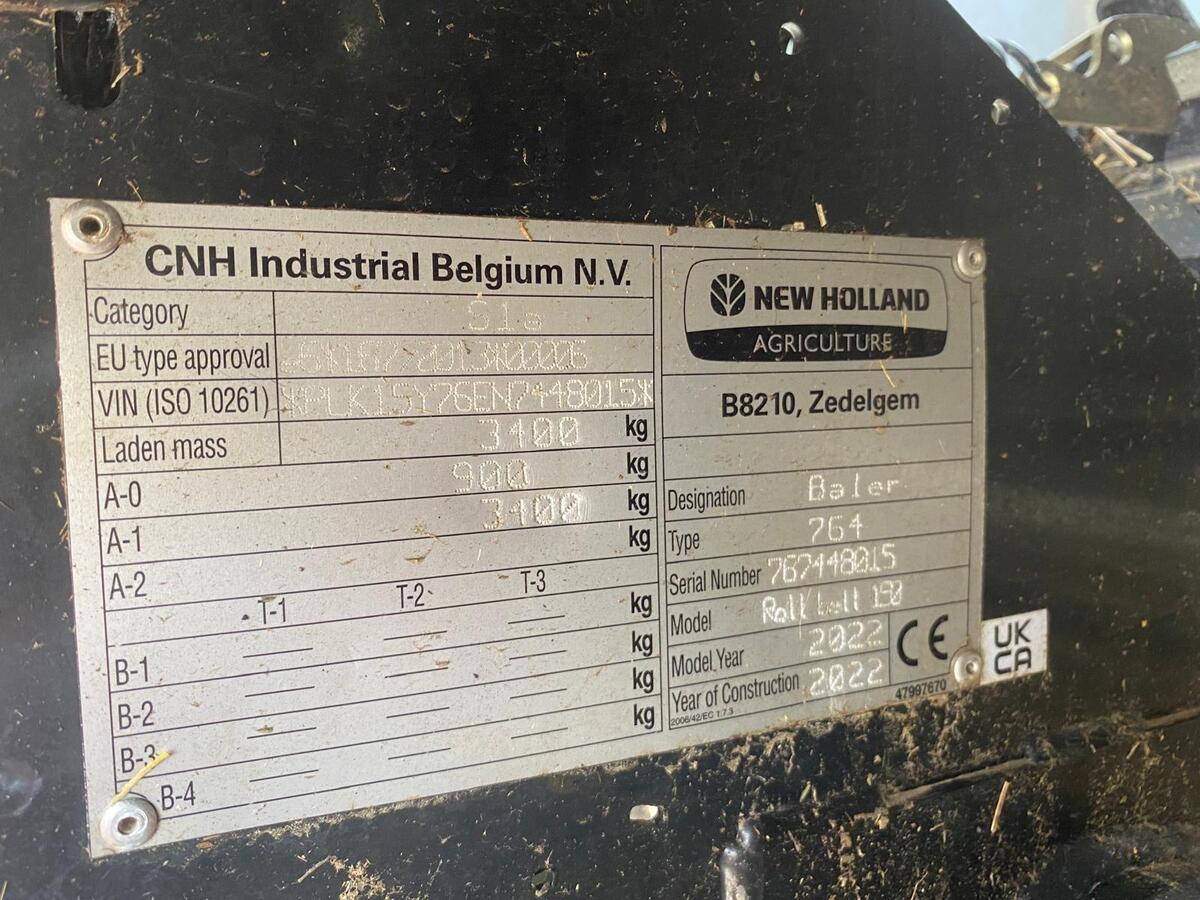 CNH Industrial Belgium N.V.
Category S1a
EU type approval
VIN (ISO 10261) *PLK15Y76EN7448015*
Laden mass 3400 kg
A-0 900 kg
A-1 3400 kg
A-2 kg
T-1 T-2 T-3
B-1 kg
B-2 kg
B-3 kg
B-4 kg
NEW HOLLAND
AGRICULTURE
B8210, Zedelgem
Designation Baler
Type 764
Serial Number 767448015
Model Roll belt 190
Model Year 2022
Year of Construction 2022
2006/42/EC 1.7.3
CE
47997670
UK
CA